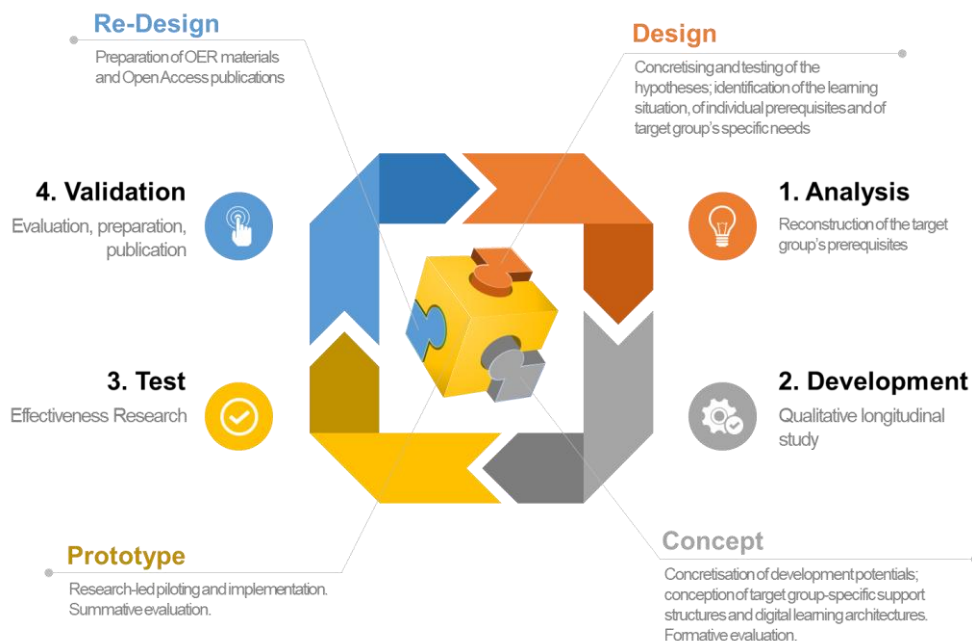 Re-Design
Preparation of OER materials
and Open Access publications
Design
Concretising and testing of the
hypotheses; identification of the learning
situation, of individual prerequisites and of
target group's specific needs
4. Validation
Evaluation, preparation,
publication
1. Analysis
Reconstruction of the target
group's prerequisites
3. Test
Effectiveness Research
2. Development
Qualitative longitudinal
study
Prototype
Research-led piloting and implementation.
Summative evaluation.
Concept
Concretisation of development potentials;
conception of target group-specific support
structures and digital learning architectures.
Formative evaluation.